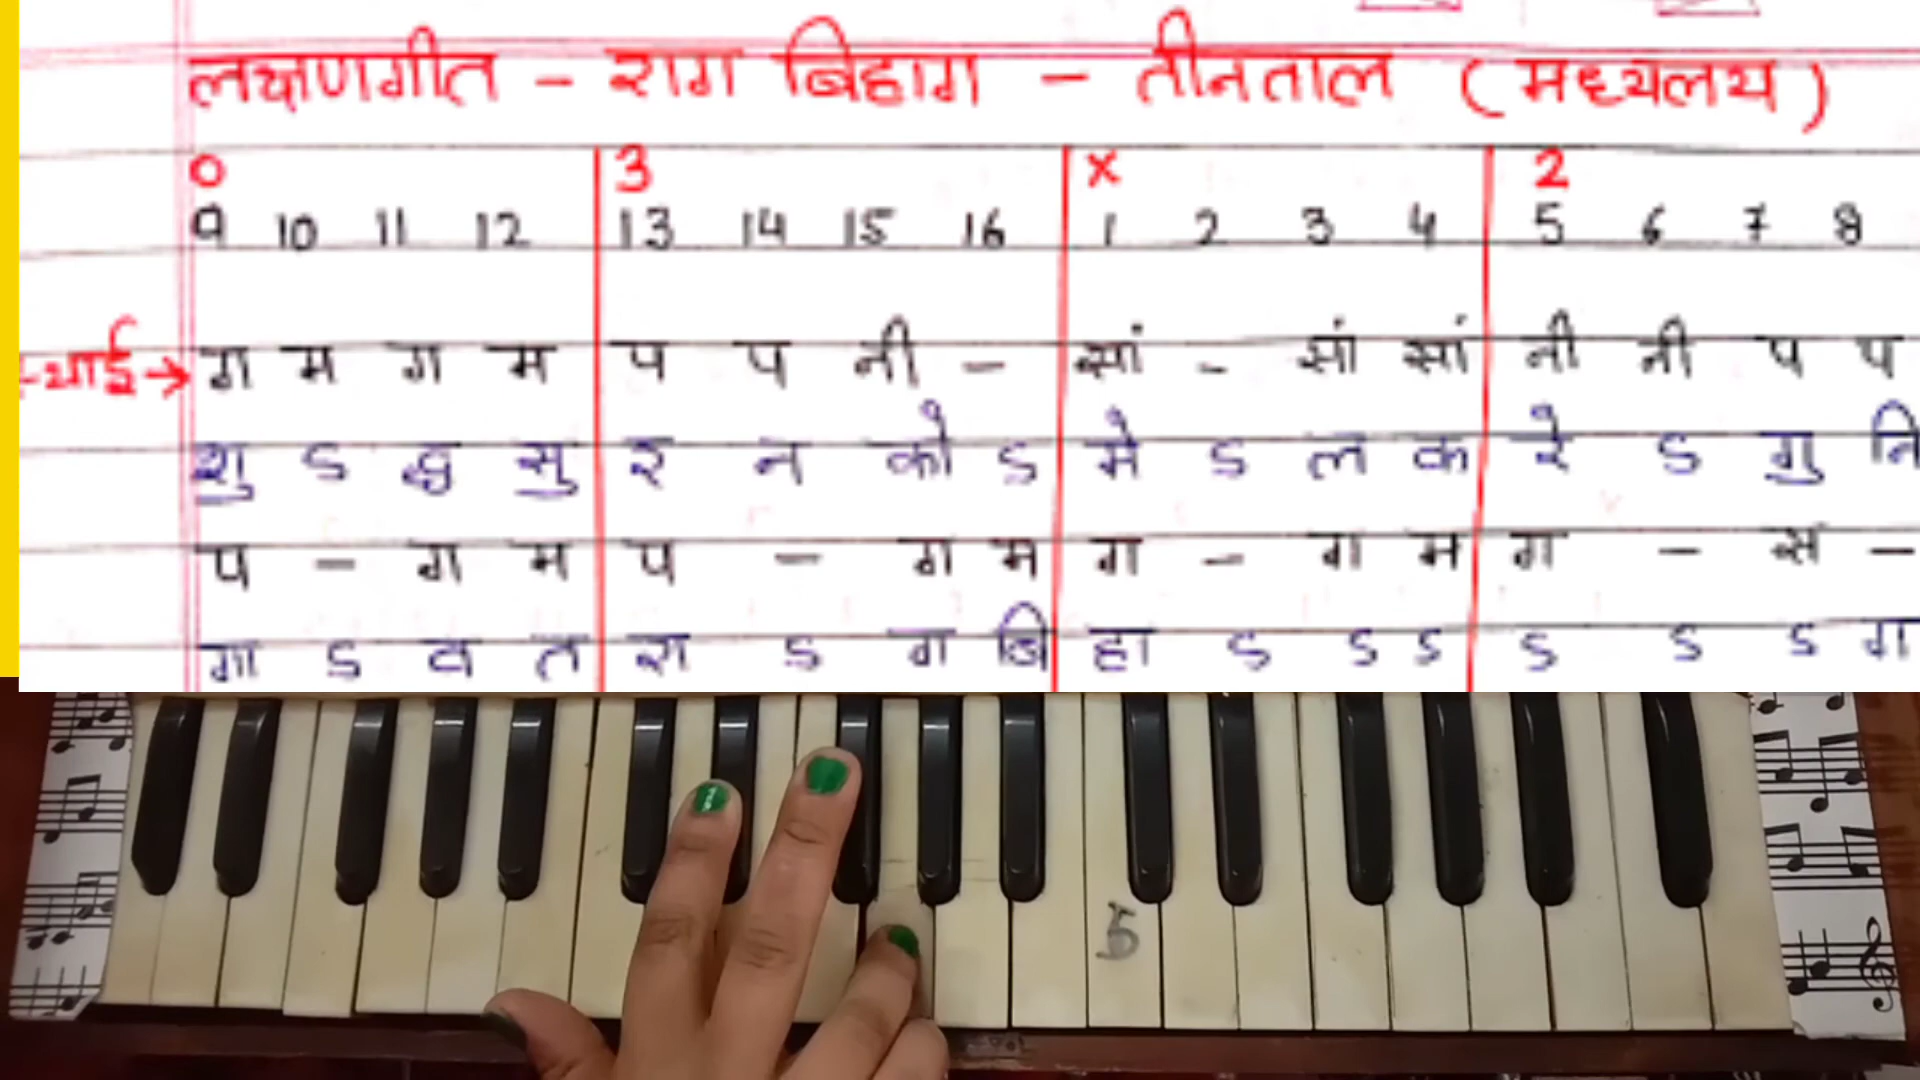 लक्षणगीत - राग बिहाग - तीनताल (मध्यलय)
0 3 x 2
9 10 11 12 13 14 15 16 1 2 3 4 5 6 7 8
ग म ग म प प नी - सां - सां सां नी नी प प
शु ऽ द्ध सु र न को ऽ मे ऽ ल क रे ऽ गु नि
प - ग म प - ग म ग - ग म ग - स -
गा ऽ व त रा ऽ ग बि हा ऽ ऽ ऽ ऽ ऽ ऽ ग
5